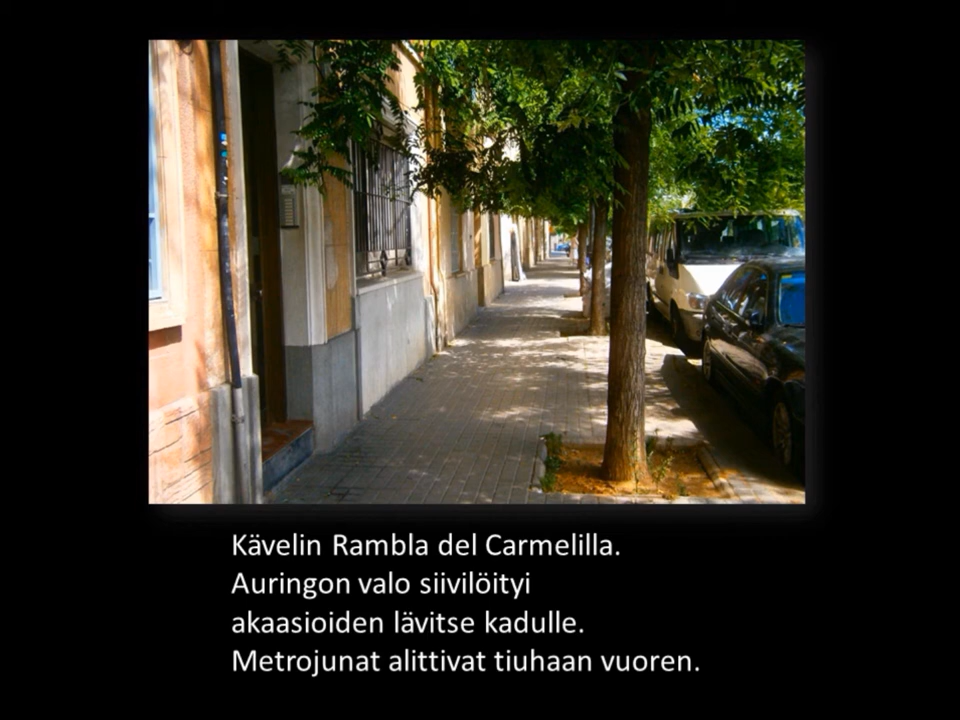 Kävelin Rambla del Carmelilla.
Auringon valo siivilöityi
akaasioiden lävitse kadulle.
Metrojunat alittivat tiuhaan vuoren.